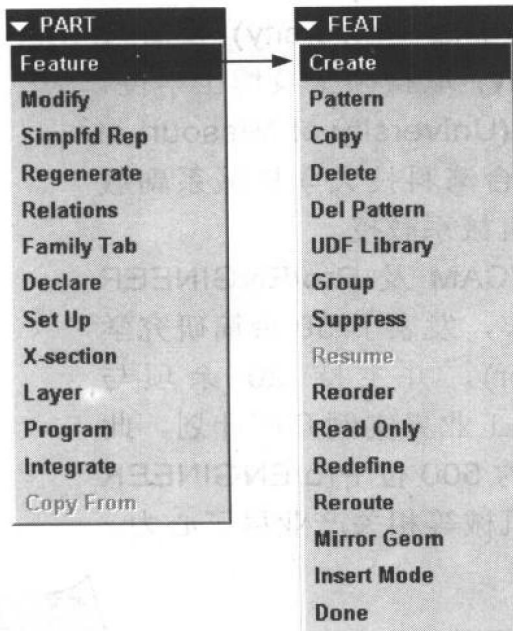 PART
Feature
Modify
Simplfd Rep
Regenerate
Relations
Family Tab
Declare
Set Up
X-section
Layer
Program
Integrate
Copy From
FEAT
Create
Pattern
Copy
Delete
Del Pattern
UDF Library
Group
Suppress
Resume
Reorder
Read Only
Redefine
Reroute
Mirror Geom
Insert Mode
Done